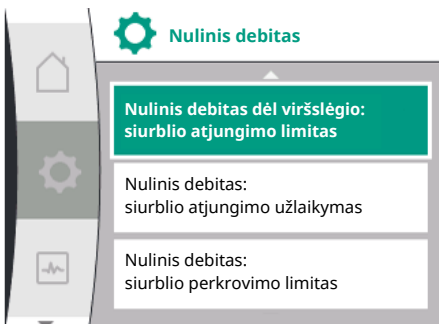 Nulinis debitas
Nulinis debitas dėl viršslėgio:
siurblio atjungimo limitas
Nulinis debitas:
siurblio atjungimo užlaikymas
Nulinis debitas:
siurblio perkrovimo limitas